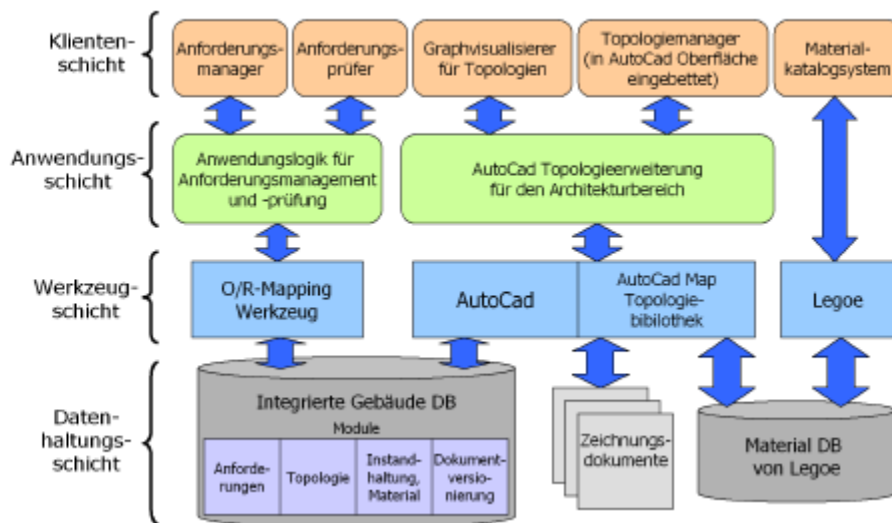 Klienten-
schicht
Anforderungs-
manager
Anforderungs-
prüfer
Graphvisualisierer
für Topologien
Topologiemanager
(in AutoCad Oberfläche
eingebettet)
Material-
katalogsystem
Anwendungs-
schicht
Anwendungslogik für
Anforderungsmanagement
und -prüfung
AutoCad Topologieerweiterung
für den Architekturbereich
Werkzeug-
schicht
O/R-Mapping
Werkzeug
AutoCad
AutoCad Map
Topologie-
bibilothek
Legoe
Daten-
haltungs-
schicht
Integrierte Gebäude DB
Module
Anforde-
rungen
Topologie
Instand-
haltung,
Material
Dokument-
versio-
nierung
Zeichnungs-
dokumente
Material DB
von Legoe